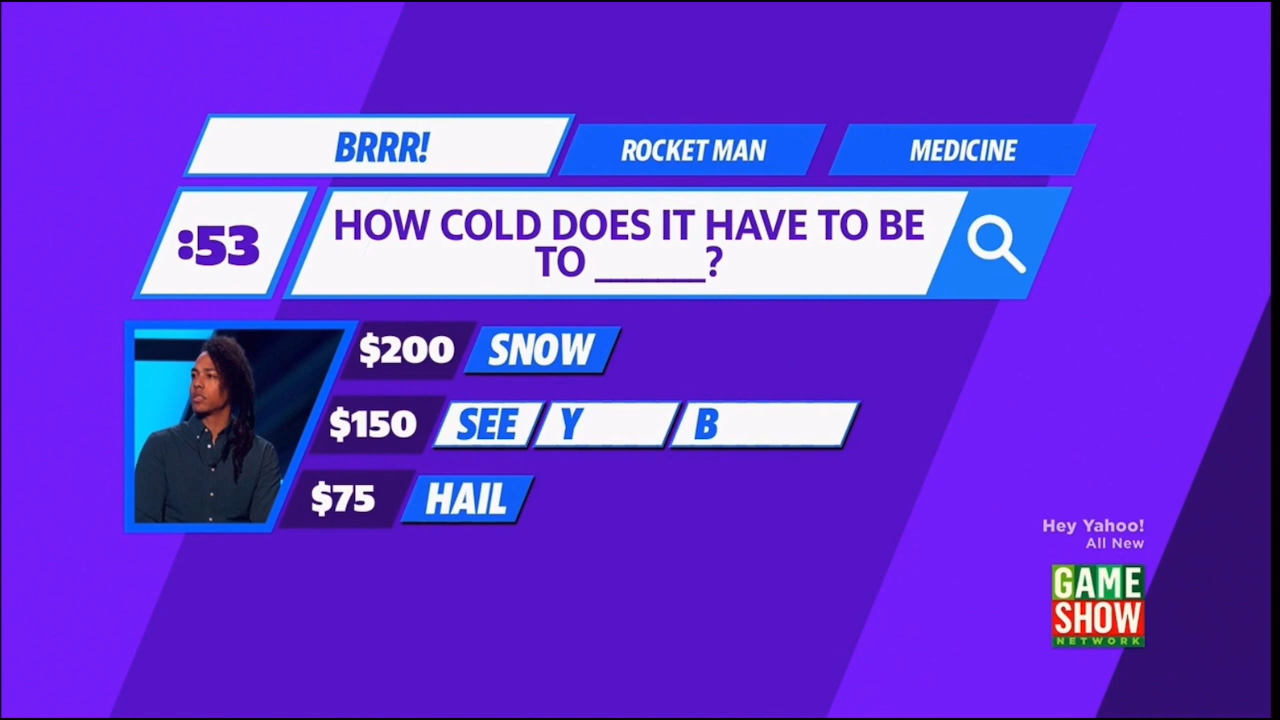 BRRR! ROCKET MAN MEDICINE
:53
HOW COLD DOES IT HAVE TO BE
TO ______?
$200 SNOW
$150 SEE Y B
$75 HAIL
Hey Yahoo!
All New
GAME
SHOW
NETWORK